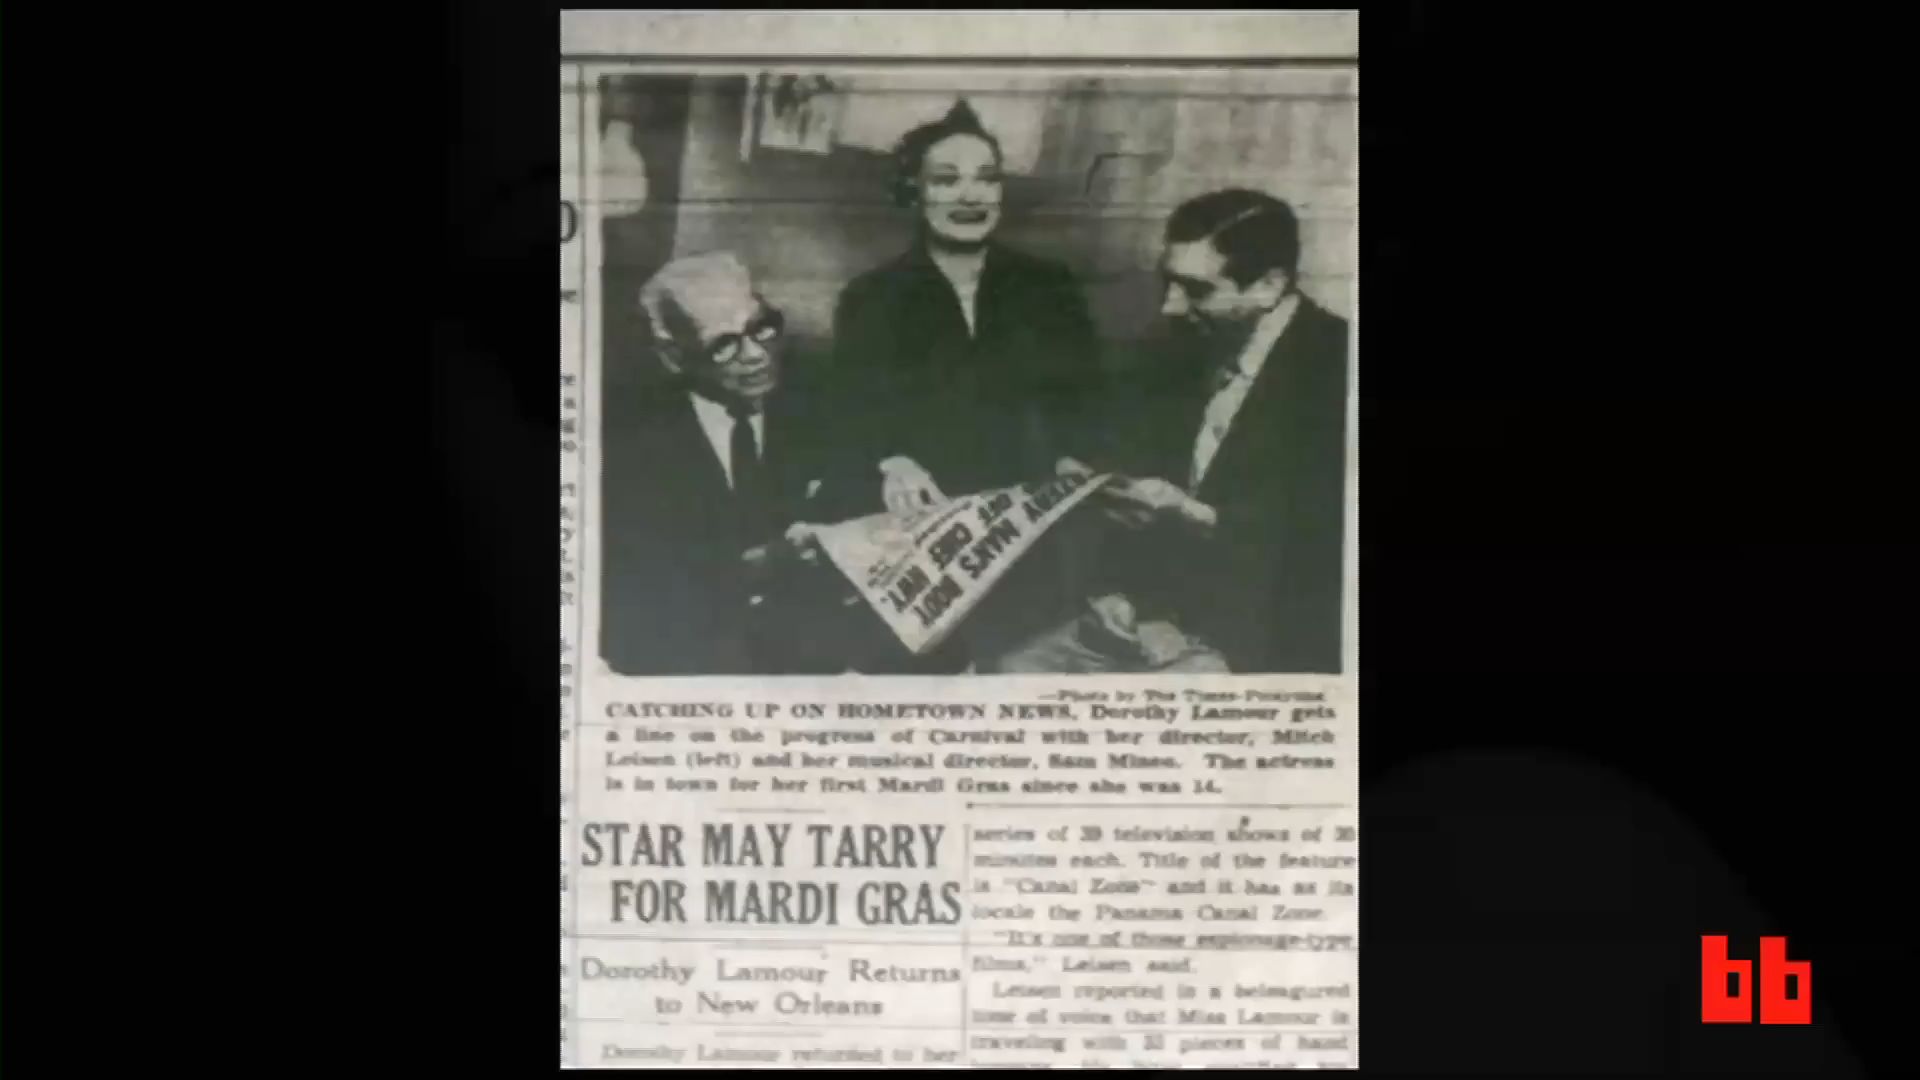 —Photo by The Times-Picayune
CATCHING UP ON HOMETOWN NEWS, Dorothy Lamour gets
a line on the progress of Carnival with her director, Mitch
Leisen (left) and her musical director, Sam Mineo. The actress
is in town for her first Mardi Gras since she was 14.
STAR MAY TARRY
FOR MARDI GRAS
Dorothy Lamour Returns
to New Orleans
Dorothy Lamour returned to her
series of 39 television shows of 30
minutes each. Title of the feature
is "Canal Zone" and it has as its
locale the Panama Canal Zone.
"It's one of those espionage-type
films," Leisen said.
Leisen reported in a beleagured
tone of voice that Miss Lamour is
traveling with pieces of hand
bb